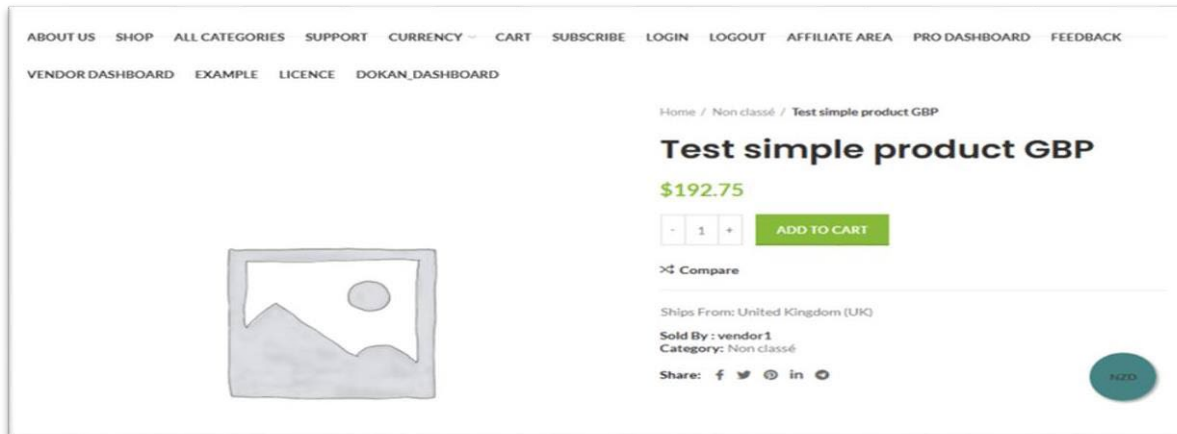 ABOUT US SHOP ALL CATEGORIES SUPPORT CURRENCY CART SUBSCRIBE LOGIN LOGOUT AFFILIATE AREA PRO DASHBOARD FEEDBACK
VENDOR DASHBOARD EXAMPLE LICENCE DOKAN_DASHBOARD
Home / Non classé / Test simple product GBP
Test simple product GBP
$192.75
- 1 + ADD TO CART
Compare
Ships From: United Kingdom (UK)
Sold By : vendor1
Category: Non classé
Share:
NZD